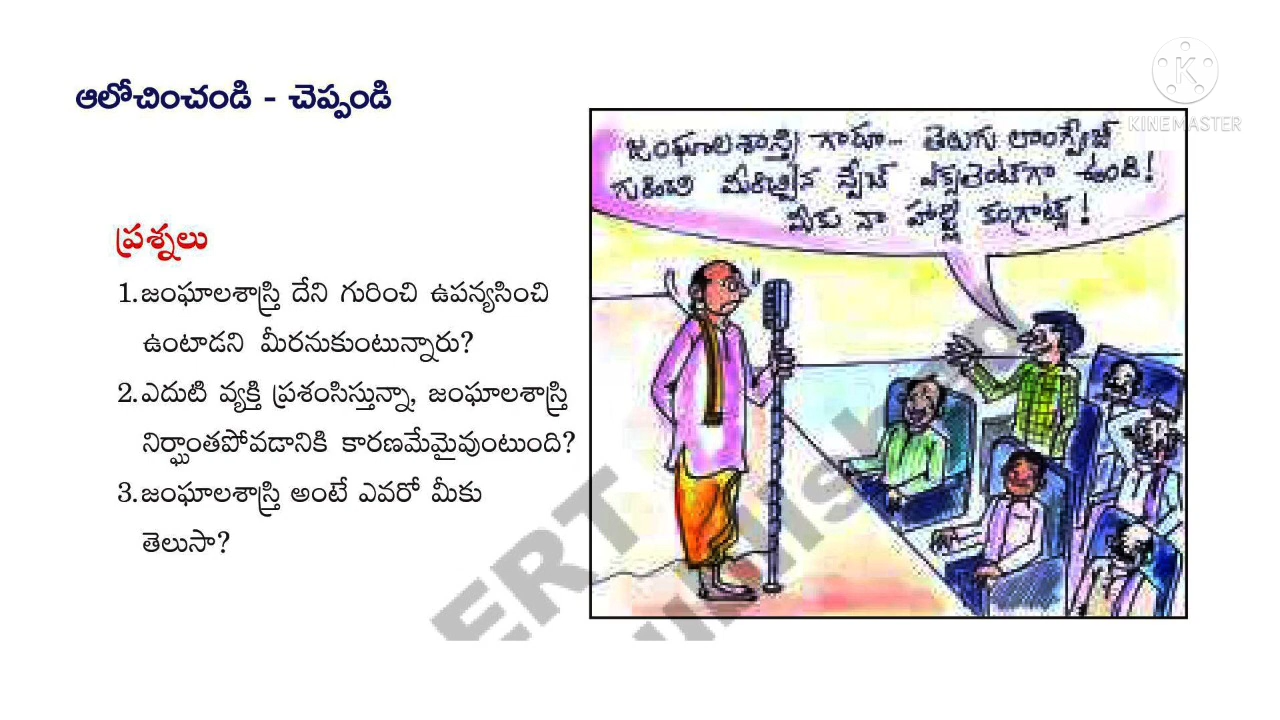 ఆలోచించండి - చెప్పండి
KINEMASTER
ప్రశ్నలు
1.జంఘాలశాస్త్రి దేని గురించి ఉపన్యసించి
ఉంటాడని మీరనుకుంటున్నారు?
2.ఎదుటి వ్యక్తి ప్రశంసిస్తున్నా, జంఘాలశాస్త్రి
నిర్ఘాంతపోవడానికి కారణమేమైవుంటుంది?
3.జంఘాలశాస్త్రి అంటే ఎవరో మీకు
తెలుసా?
జంఘాలశాస్త్రి గారూ... తెలుగు లాంగ్వేజ్
గురించి మీరిచ్చిన స్పీచ్ ఎక్సలెంట్‌గా ఉంది!
మీకు నా హార్ట్లీ కంగ్రాట్స్!
ERT